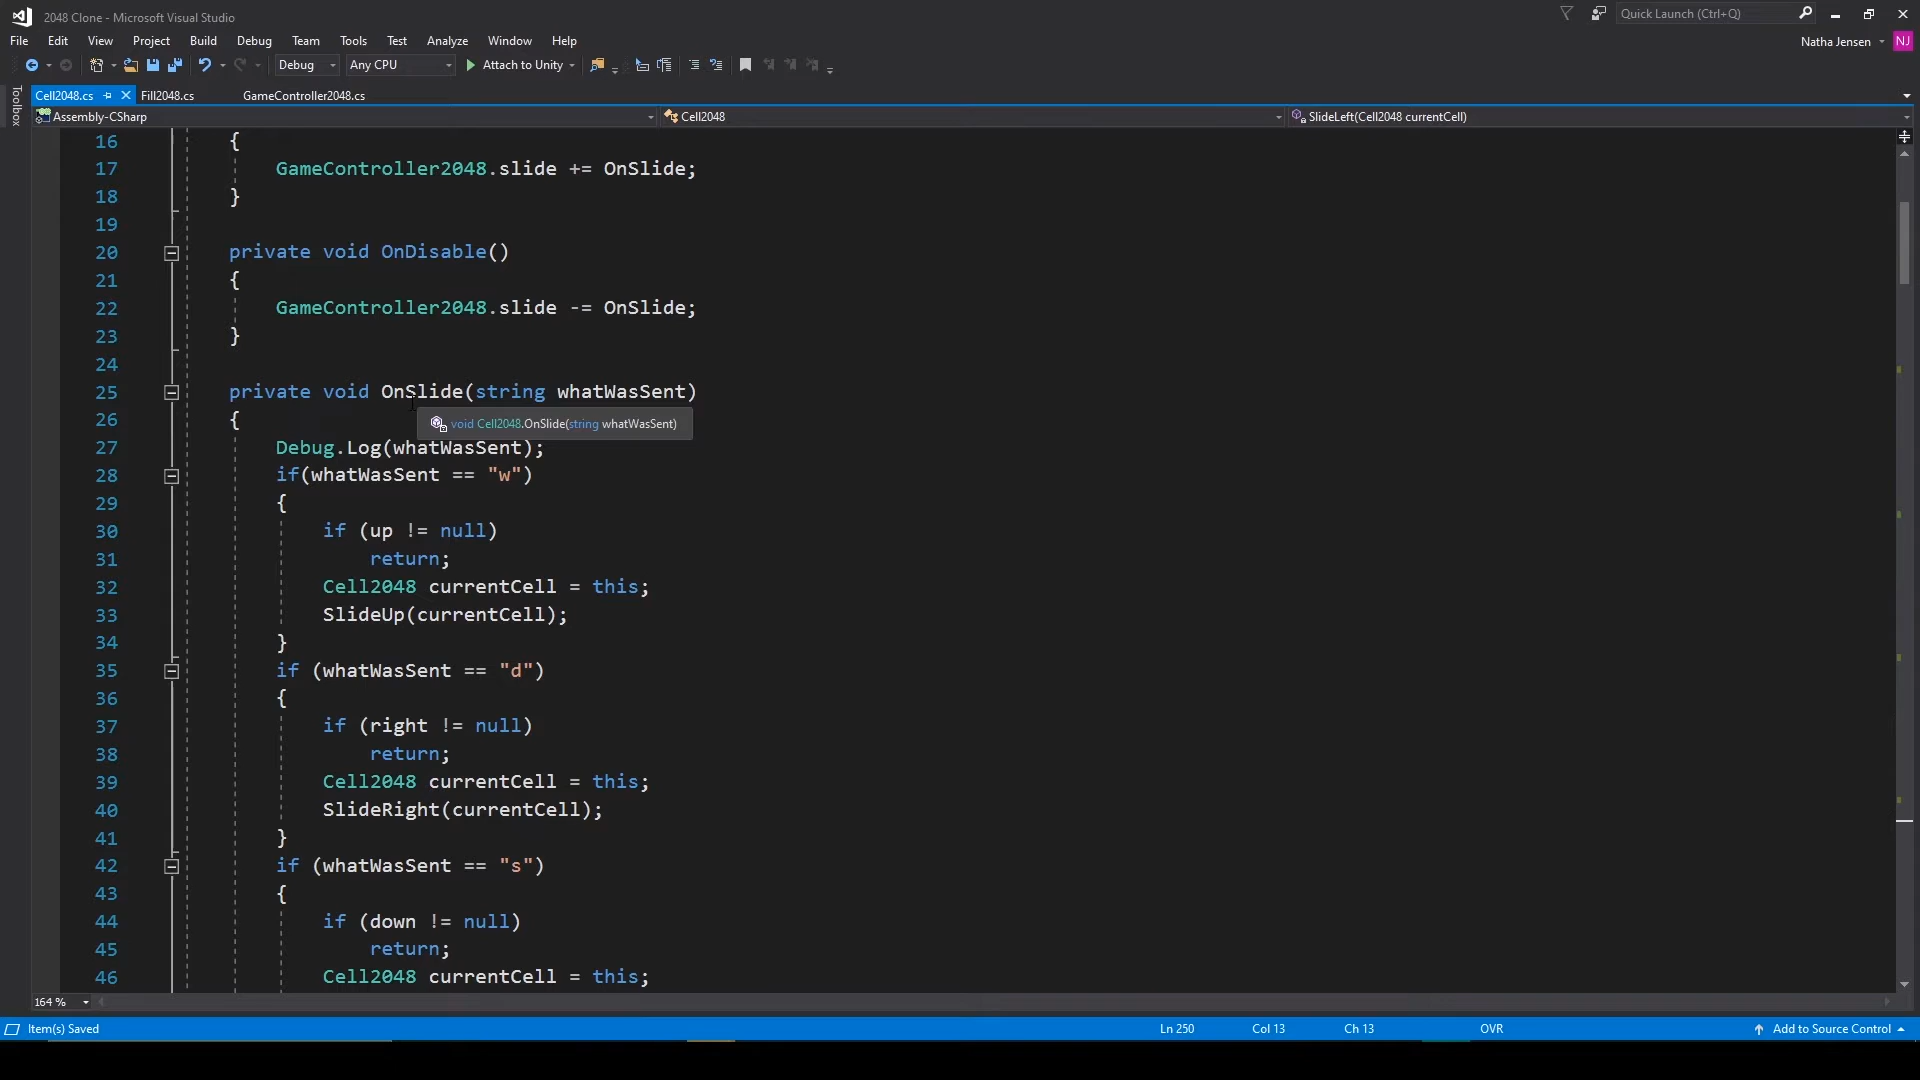 2048 Clone - Microsoft Visual Studio
Quick Launch (Ctrl+Q)
File Edit View Project Build Debug Team Tools Test Analyze Window Help
Natha Jensen NJ
Debug Any CPU Attach to Unity
Toolbox
Cell2048.cs Fill2048.cs GameController2048.cs
Assembly-CSharp Cell2048 SlideLeft(Cell2048 currentCell)
16 {
17 GameController2048.slide += OnSlide;
18 }
19
20 private void OnDisable()
21 {
22 GameController2048.slide -= OnSlide;
23 }
24
25 private void OnSlide(string whatWasSent)
26 {
void Cell2048.OnSlide(string whatWasSent)
27 Debug.Log(whatWasSent);
28 if(whatWasSent == "w")
29 {
30 if (up != null)
31 return;
32 Cell2048 currentCell = this;
33 SlideUp(currentCell);
34 }
35 if (whatWasSent == "d")
36 {
37 if (right != null)
38 return;
39 Cell2048 currentCell = this;
40 SlideRight(currentCell);
41 }
42 if (whatWasSent == "s")
43 {
44 if (down != null)
45 return;
46 Cell2048 currentCell = this;
164 %
Item(s) Saved Ln 250 Col 13 Ch 13 OVR Add to Source Control